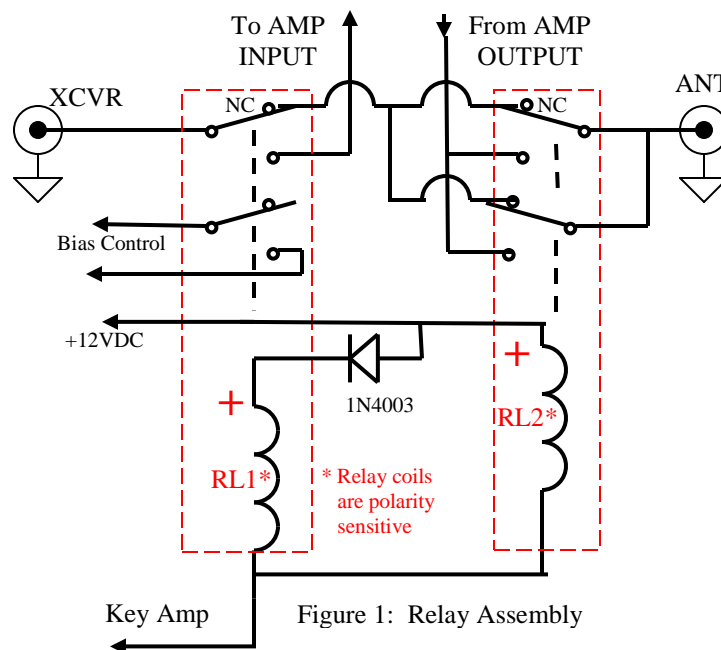 To AMP
INPUT
From AMP
OUTPUT
XCVR
ANT
NC
NC
Bias Control
+12VDC
+
+
1N4003
RL2*
RL1*
* Relay coils
are polarity
sensitive
Key Amp
Figure 1: Relay Assembly